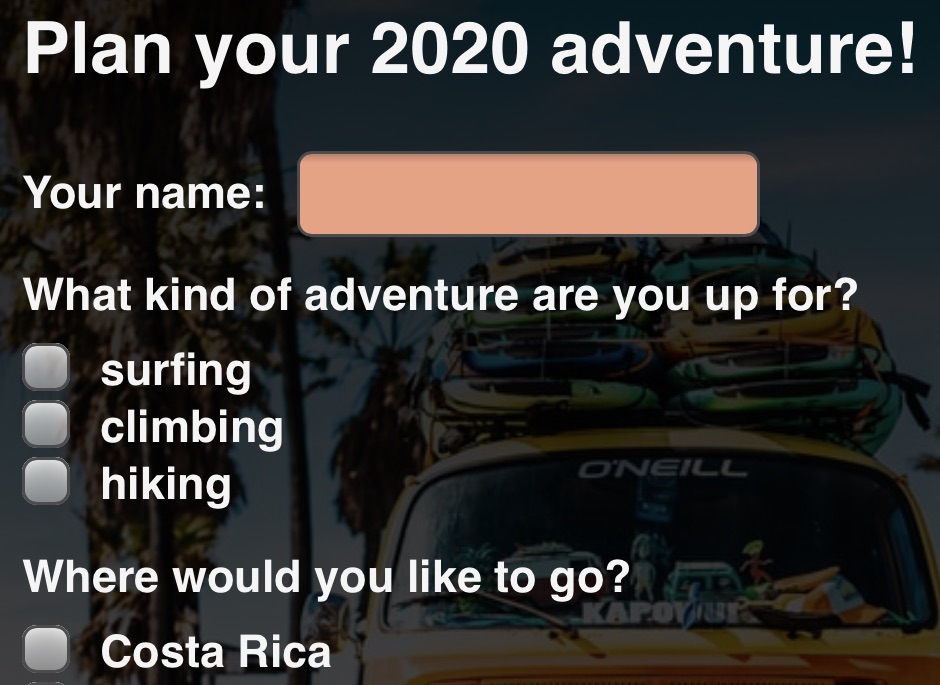 Plan your 2020 adventure!
Your name:
What kind of adventure are you up for?
surfing
climbing
hiking
O'NEILL
Where would you like to go?
Costa Rica